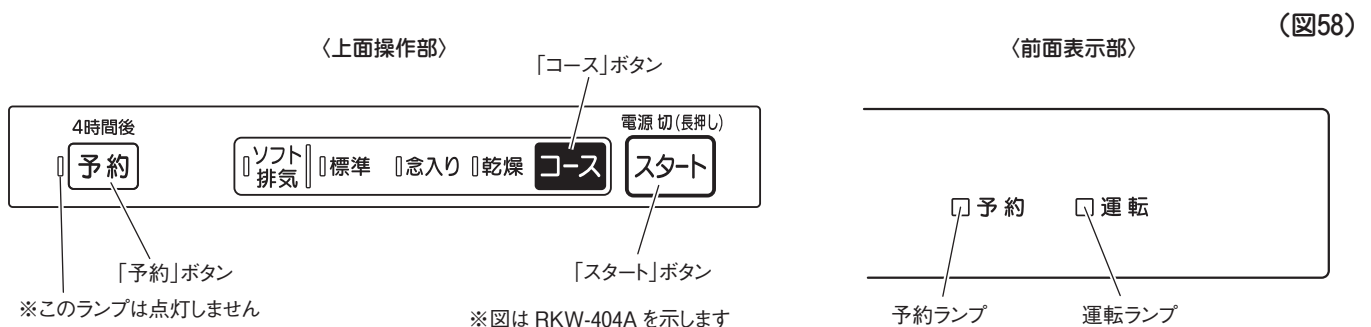 (図58)
〈上面操作部〉
〈前面表示部〉
「コース」ボタン
4時間後
電源 切(長押し)
予約
ソフト
排気
標準
念入り
乾燥
コース
スタート
予約
運転
「予約」ボタン
「スタート」ボタン
※このランプは点灯しません
※図は RKW-404A を示します
予約ランプ
運転ランプ